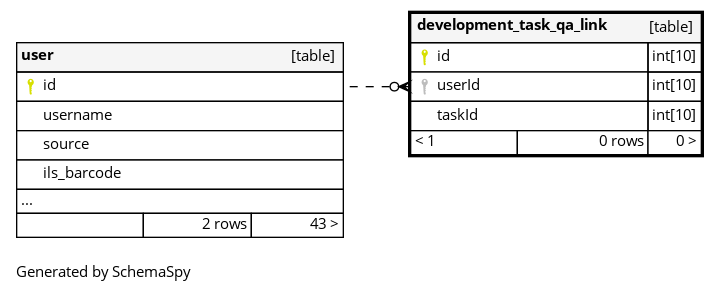 user [table]
id
username
source
ils_barcode
...
2 rows 43 >
development_task_qa_link [table]
id int[10]
userId int[10]
taskId int[10]
< 1 0 rows 0 >
Generated by SchemaSpy